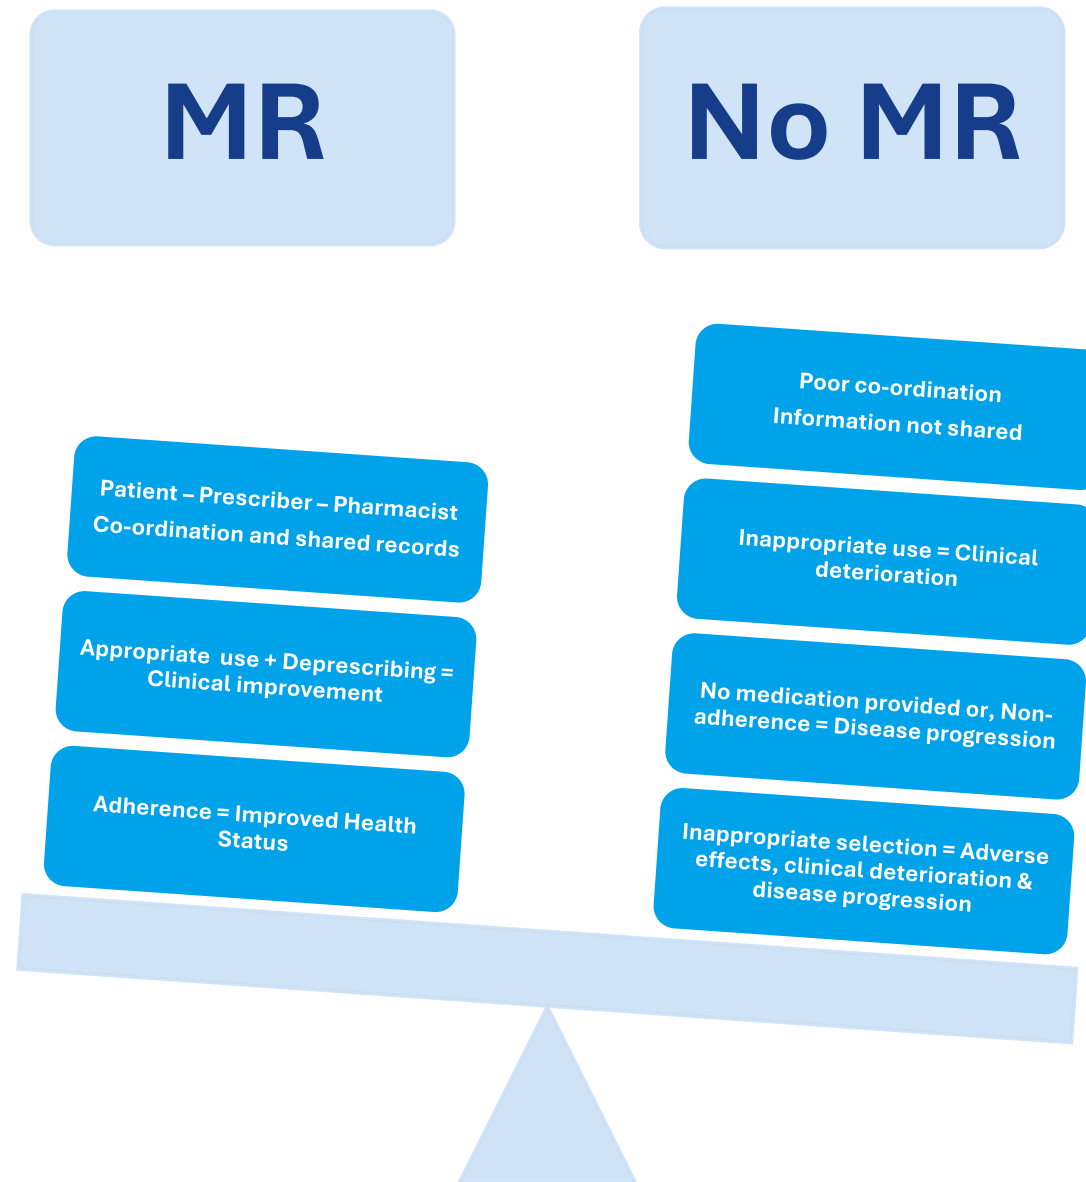 MR
No MR
Patient – Prescriber – Pharmacist
Co-ordination and shared records
Appropriate  use + Deprescribing =
Clinical improvement
Adherence = Improved Health
Status
Poor co-ordination
Information not shared
Inappropriate use = Clinical
deterioration
No medication provided or, Non-
adherence = Disease progression
Inappropriate selection = Adverse
effects, clinical deterioration &
disease progression